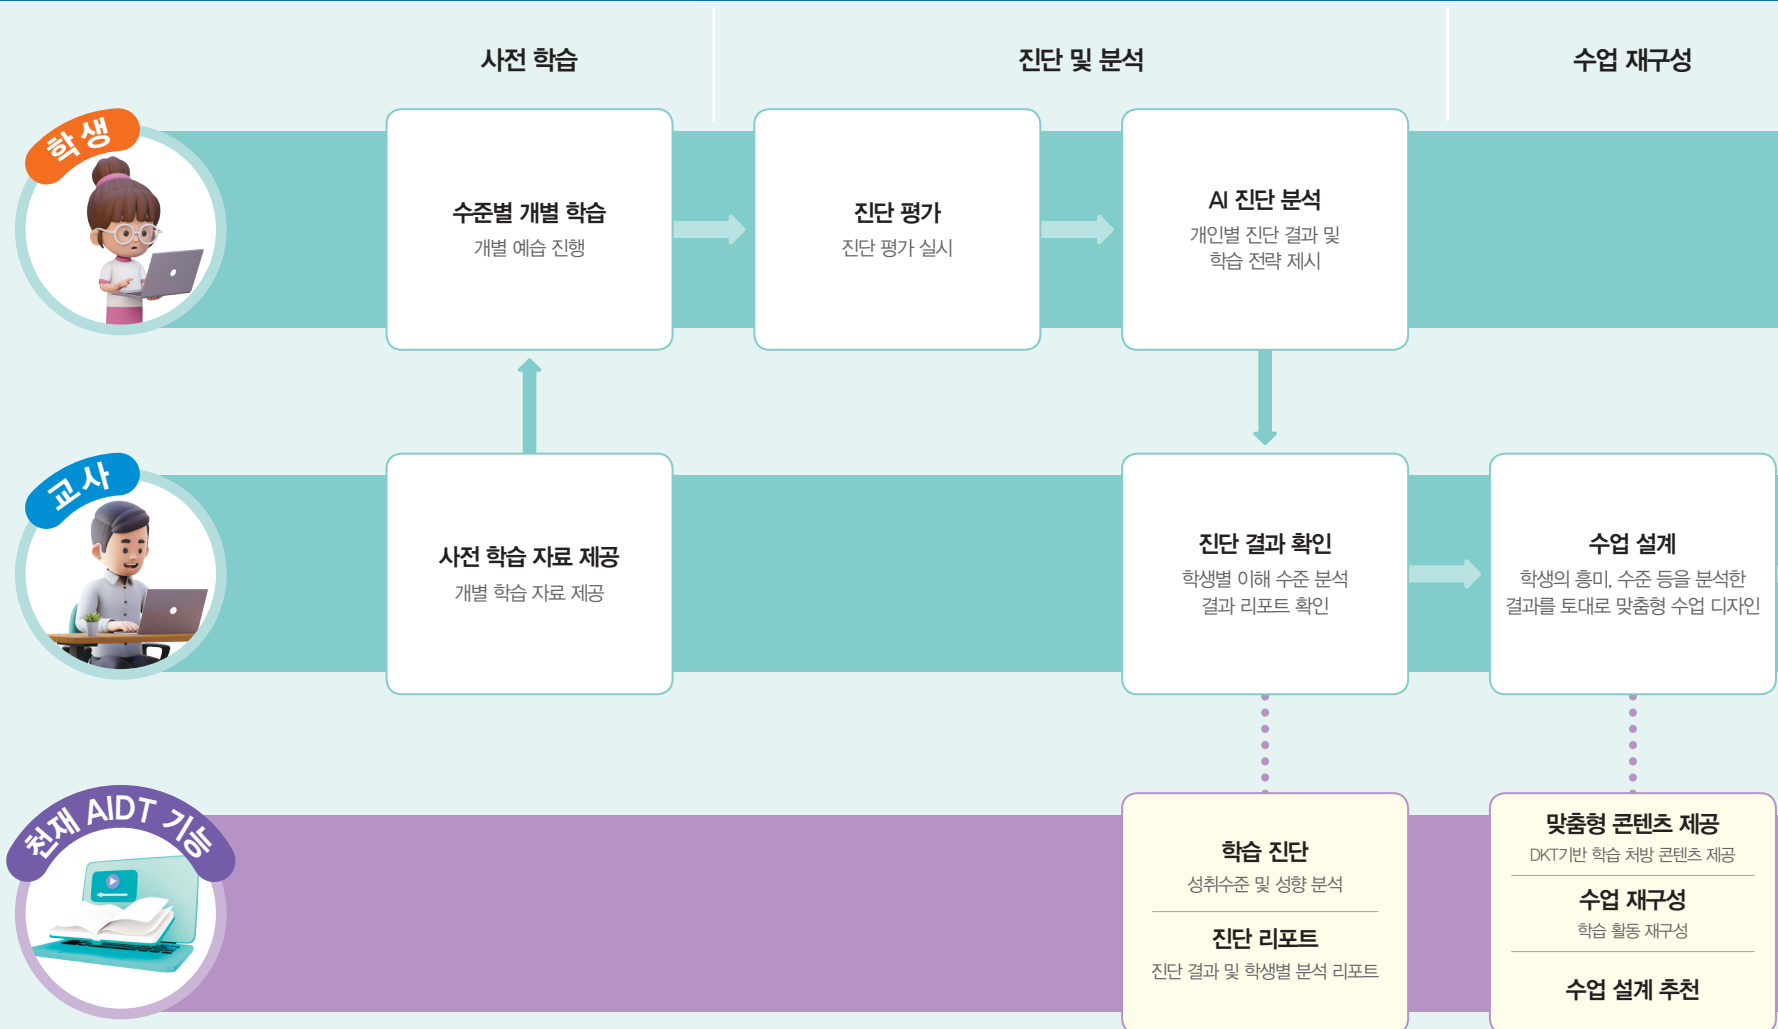 사전 학습
진단 및 분석
수업 재구성
학생
수준별 개별 학습
개별 예습 진행
진단 평가
진단 평가 실시
AI 진단 분석
개인별 진단 결과 및
학습 전략 제시
교사
사전 학습 자료 제공
개별 학습 자료 제공
진단 결과 확인
학생별 이해 수준 분석
결과 리포트 확인
수업 설계
학생의 흥미, 수준 등을 분석한
결과를 토대로 맞춤형 수업 디자인
천재 AIDT 기능
학습 진단
성취수준 및 성향 분석
진단 리포트
진단 결과 및 학생별 분석 리포트
맞춤형 콘텐츠 제공
DKT기반 학습 처방 콘텐츠 제공
수업 재구성
학습 활동 재구성
수업 설계 추천